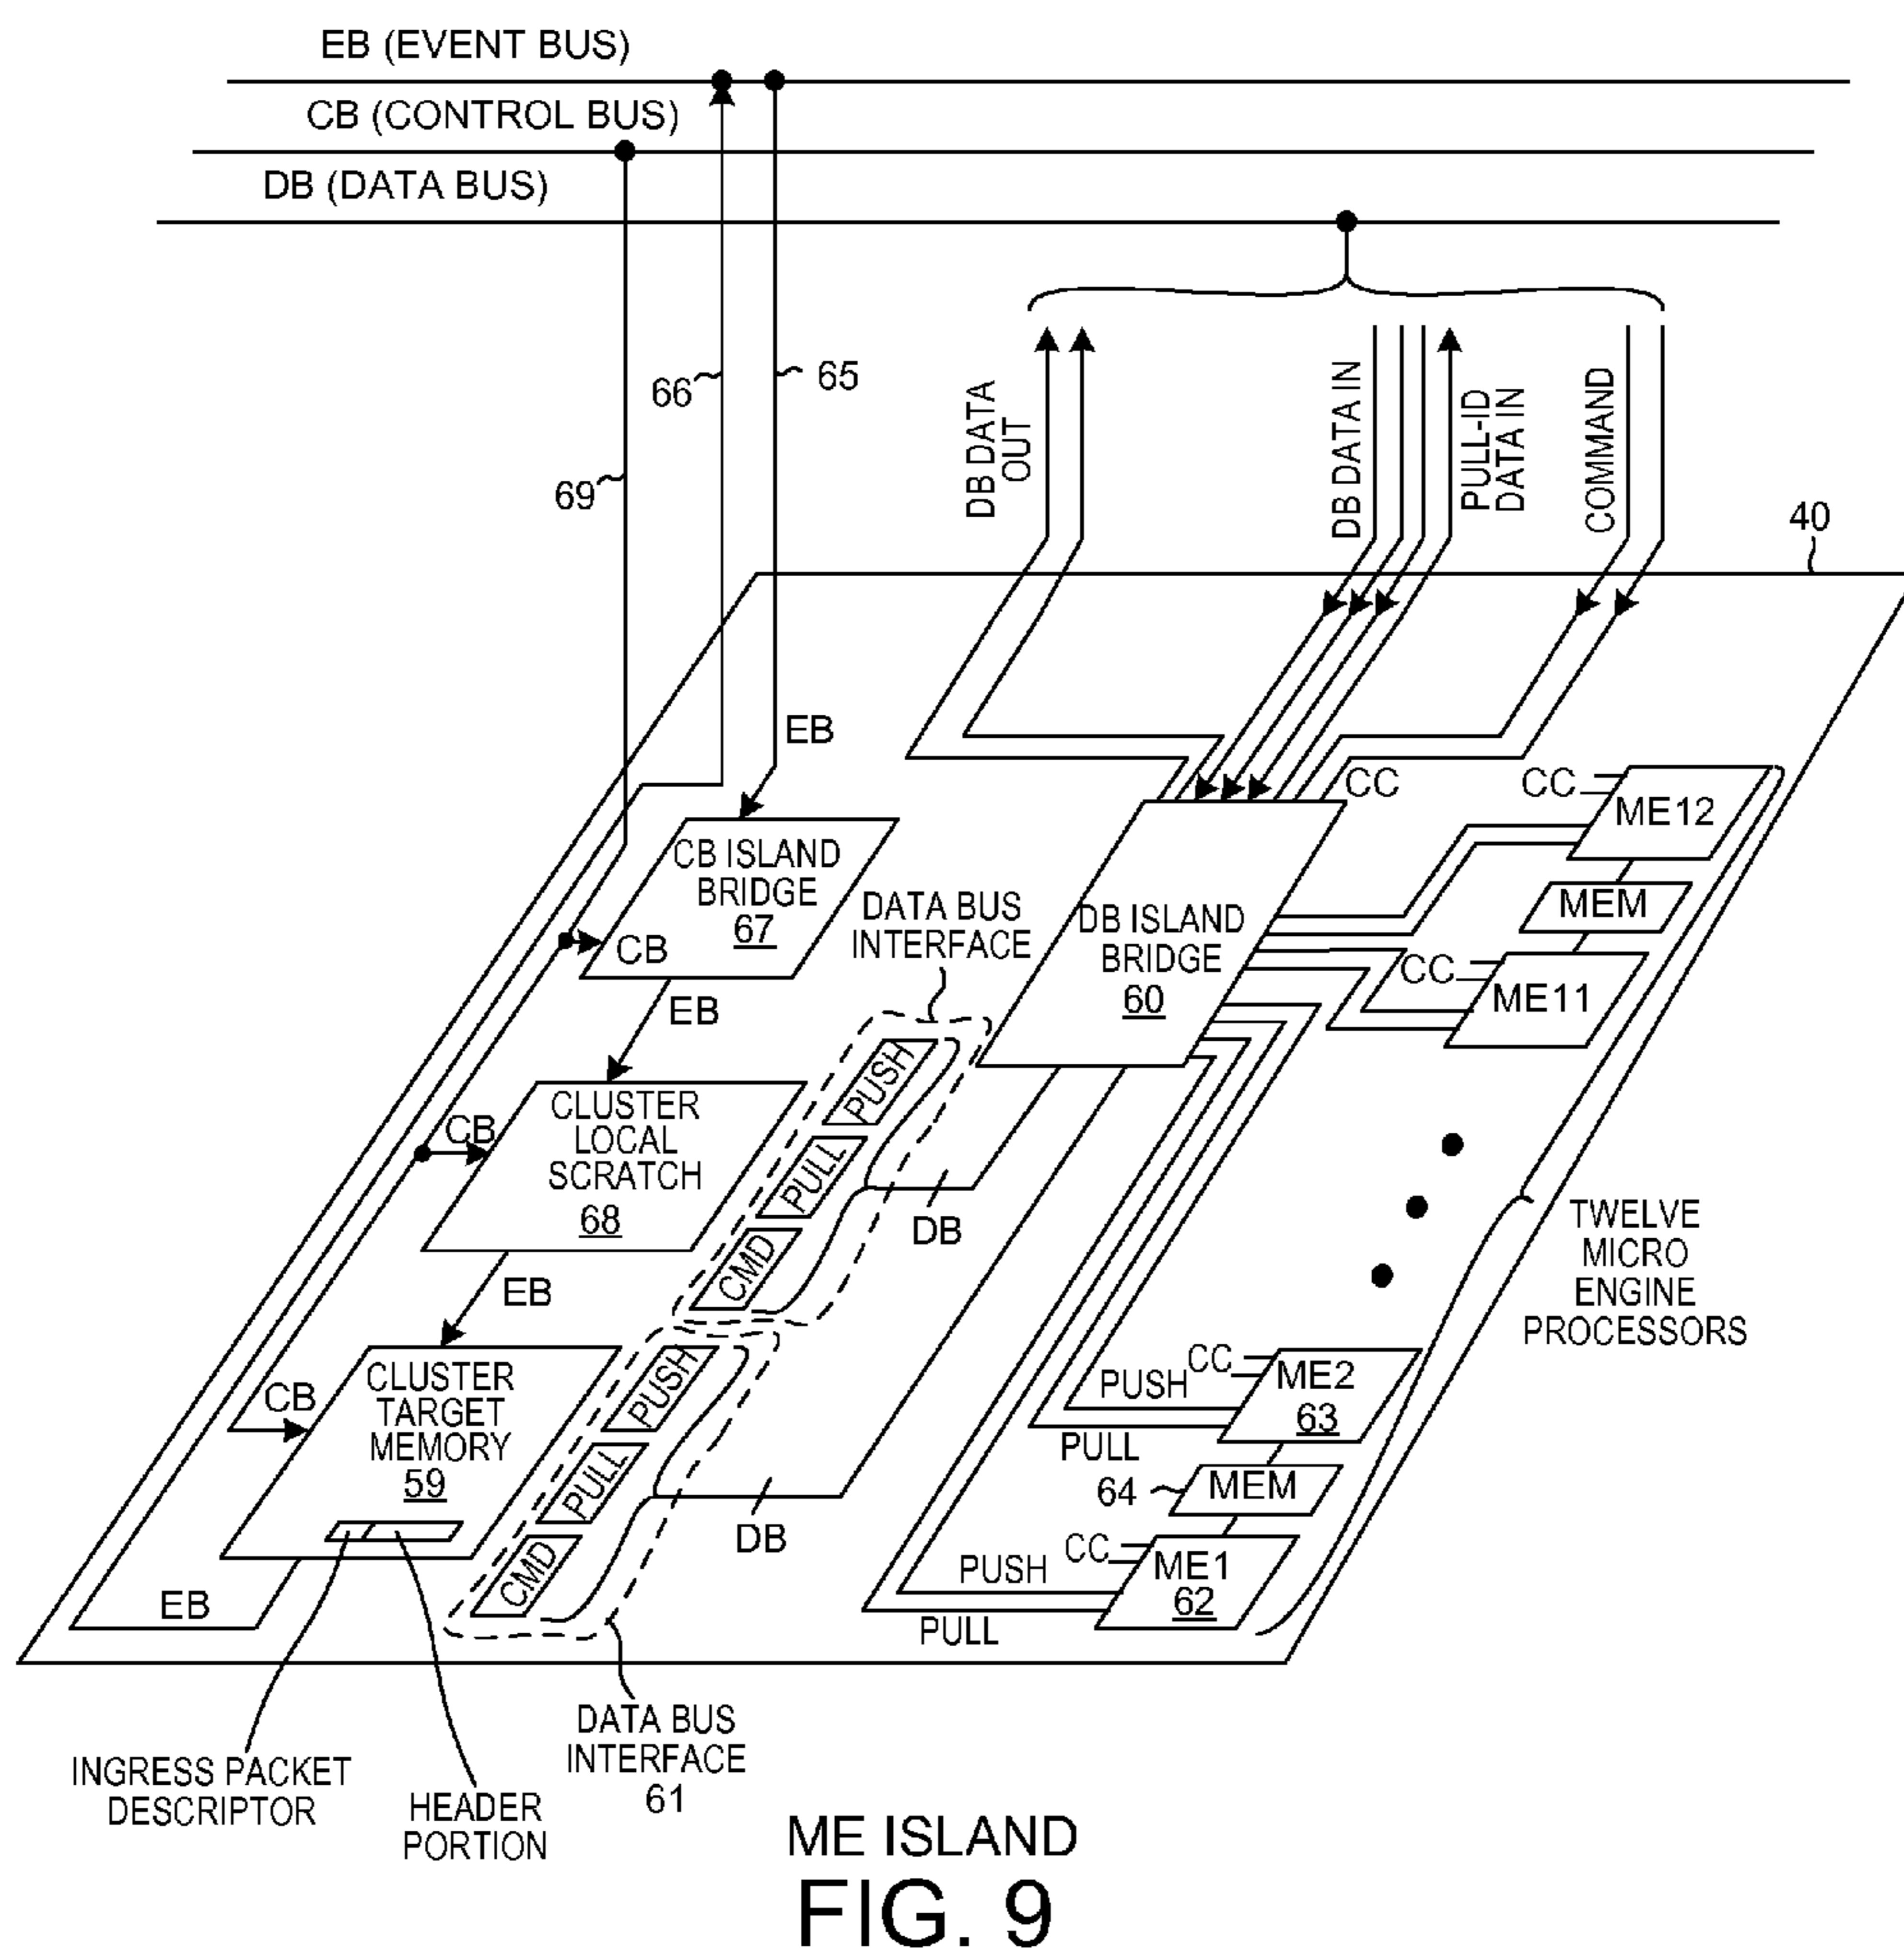 EB (EVENT BUS)
CB (CONTROL BUS)
DB (DATA BUS)
66
65
69
DB DATA
OUT
DB DATA IN
PULL-ID
DATA IN
COMMAND
40
EB
CC
CC
ME12
MEM
CC
ME11
CB ISLAND
BRIDGE
67
CB
EB
DATA BUS
INTERFACE
DB ISLAND
BRIDGE
60
CLUSTER
LOCAL
SCRATCH
68
CB
EB
PUSH
PULL
CMD
DB
TWELVE
MICRO
ENGINE
PROCESSORS
CLUSTER
TARGET
MEMORY
59
CB
EB
PUSH
PULL
CMD
DB
PUSH
CC
ME2
63
PULL
64
MEM
PUSH
CC
ME1
62
PULL
INGRESS PACKET
DESCRIPTOR
HEADER
PORTION
DATA BUS
INTERFACE
61
ME ISLAND
FIG. 9